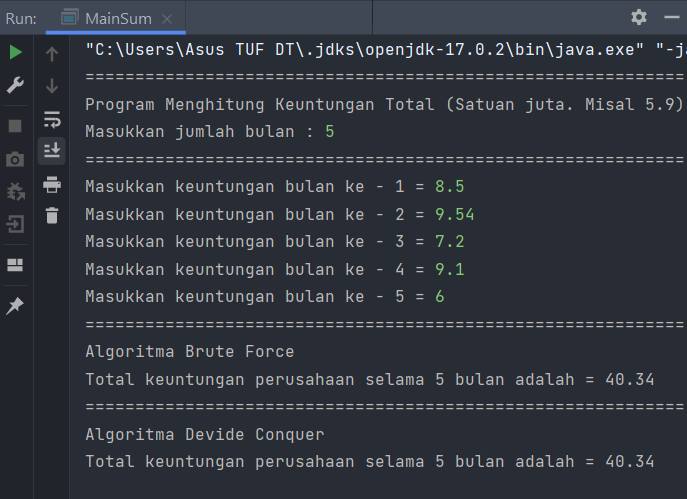 Run: MainSum
"C:\Users\Asus TUF DT\.jdks\openjdk-17.0.2\bin\java.exe" "-ja
============================================================
Program Menghitung Keuntungan Total (Satuan juta. Misal 5.9)
Masukkan jumlah bulan : 5
============================================================
Masukkan keuntungan bulan ke - 1 = 8.5
Masukkan keuntungan bulan ke - 2 = 9.54
Masukkan keuntungan bulan ke - 3 = 7.2
Masukkan keuntungan bulan ke - 4 = 9.1
Masukkan keuntungan bulan ke - 5 = 6
============================================================
Algoritma Brute Force
Total keuntungan perusahaan selama 5 bulan adalah = 40.34
============================================================
Algoritma Devide Conquer
Total keuntungan perusahaan selama 5 bulan adalah = 40.34